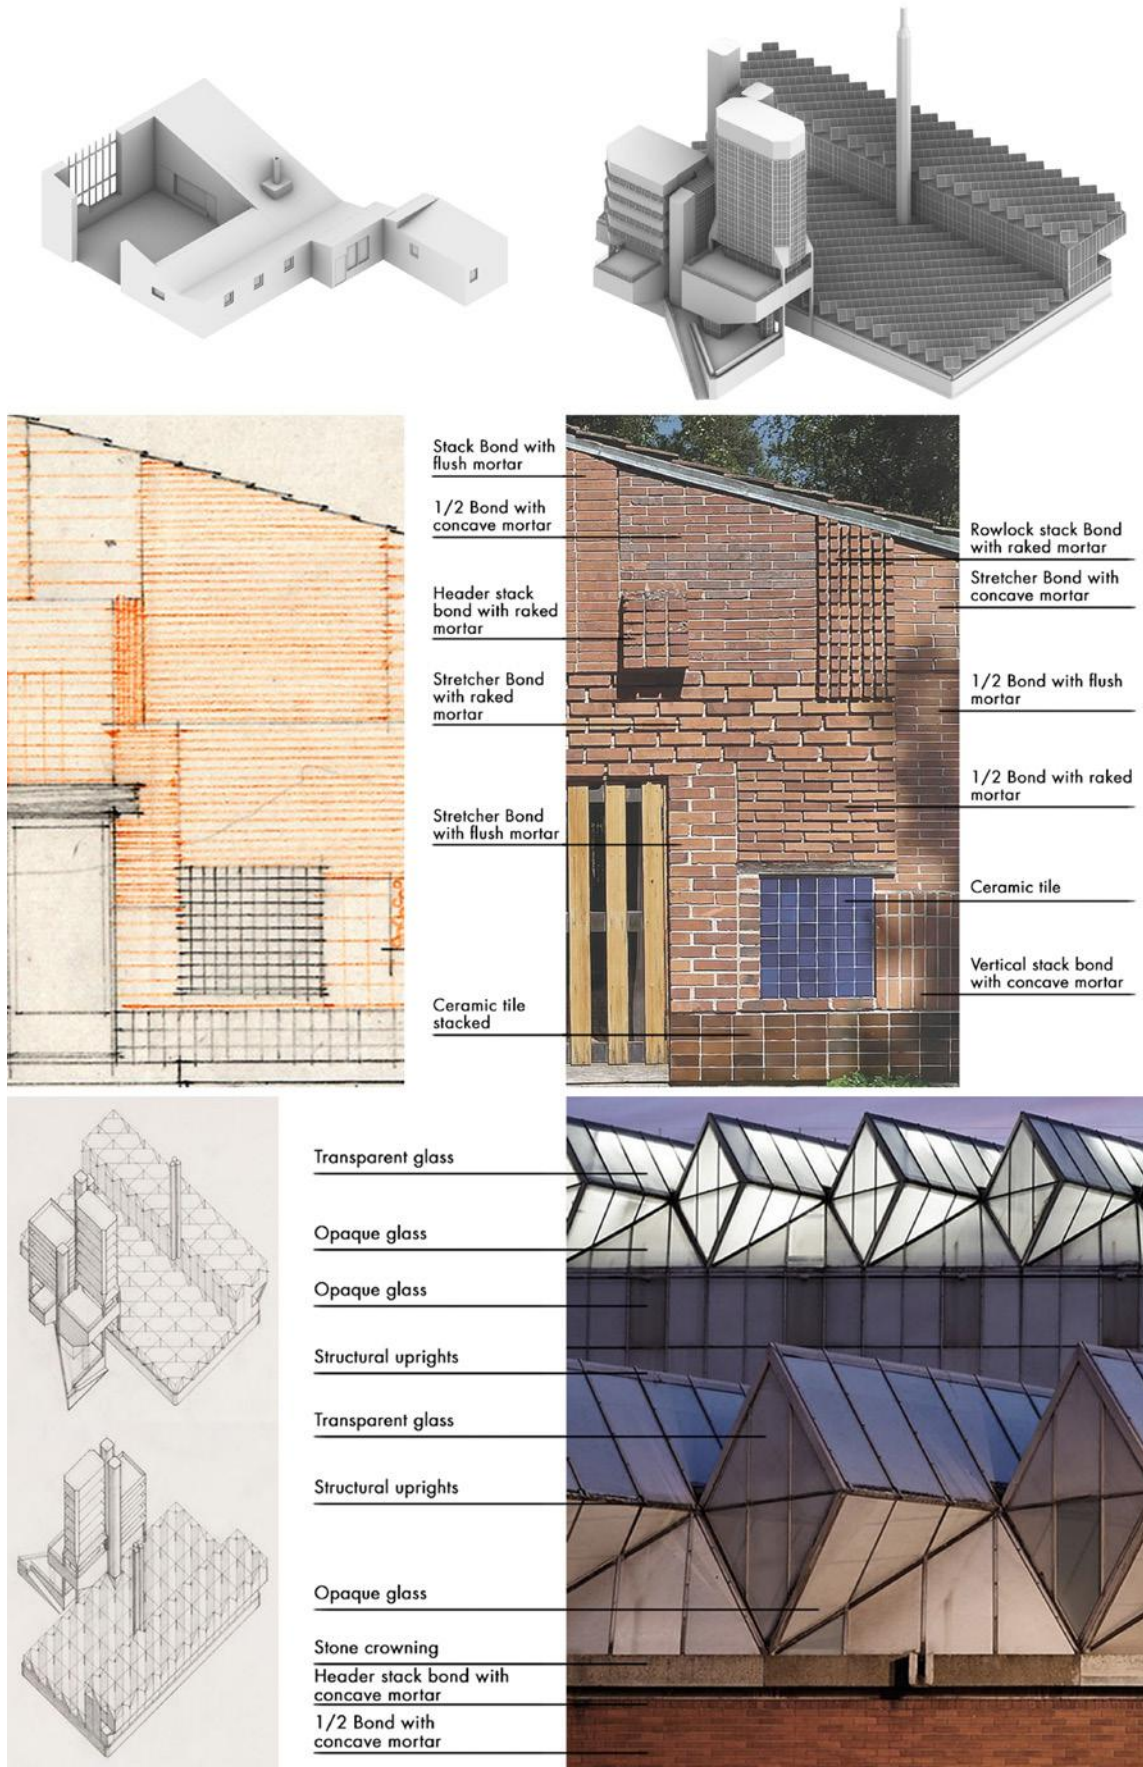 Stack Bond with
flush mortar
1/2 Bond with
concave mortar
Header stack
bond with raked
mortar
Stretcher Bond
with raked
mortar
Stretcher Bond
with flush mortar
Ceramic tile
stacked
Rowlock stack Bond
with raked mortar
Stretcher Bond with
concave mortar
1/2 Bond with flush
mortar
1/2 Bond with raked
mortar
Ceramic tile
Vertical stack bond
with concave mortar
Transparent glass
Opaque glass
Opaque glass
Structural uprights
Transparent glass
Structural uprights
Opaque glass
Stone crowning
Header stack bond with
concave mortar
1/2 Bond with
concave mortar